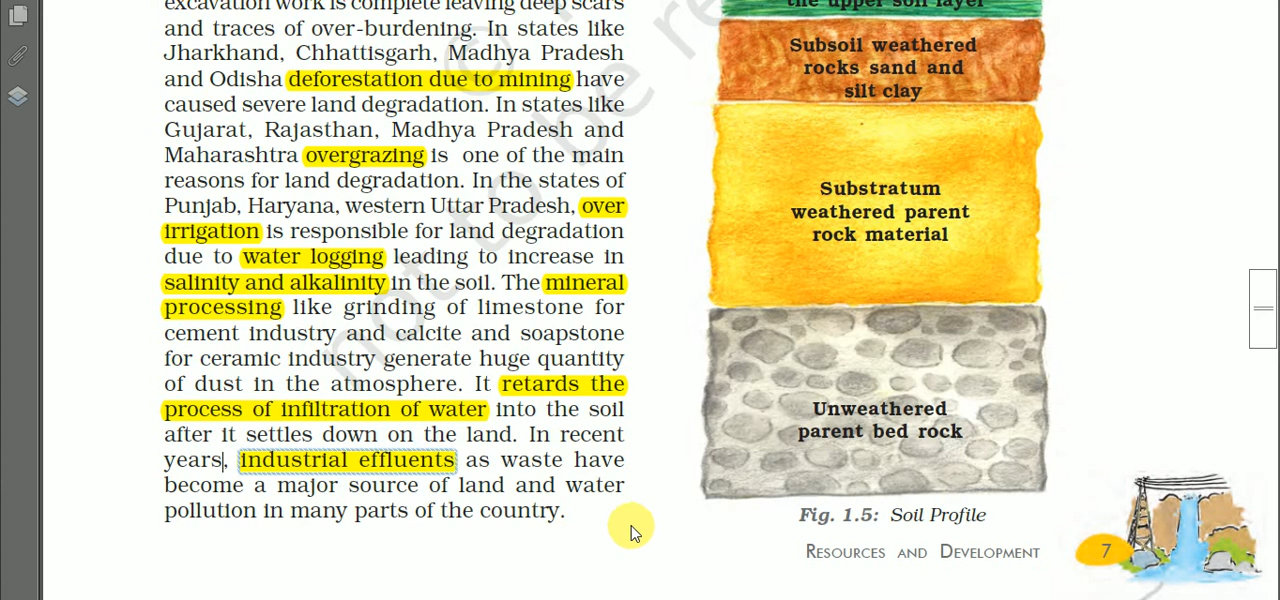 excavation work is complete leaving deep scars
and traces of over-burdening. In states like
Jharkhand, Chhattisgarh, Madhya Pradesh
and Odisha deforestation due to mining have
caused severe land degradation. In states like
Gujarat, Rajasthan, Madhya Pradesh and
Maharashtra overgrazing is one of the main
reasons for land degradation. In the states of
Punjab, Haryana, western Uttar Pradesh, over
irrigation is responsible for land degradation
due to water logging leading to increase in
salinity and alkalinity in the soil. The mineral
processing like grinding of limestone for
cement industry and calcite and soapstone
for ceramic industry generate huge quantity
of dust in the atmosphere. It retards the
process of infiltration of water into the soil
after it settles down on the land. In recent
years, industrial effluents as waste have
become a major source of land and water
pollution in many parts of the country.
the upper soil layer
Subsoil weathered
rocks sand and
silt clay
Substratum
weathered parent
rock material
Unweathered
parent bed rock
Fig. 1.5: Soil Profile
RESOURCES AND DEVELOPMENT
7
© 
not to be re